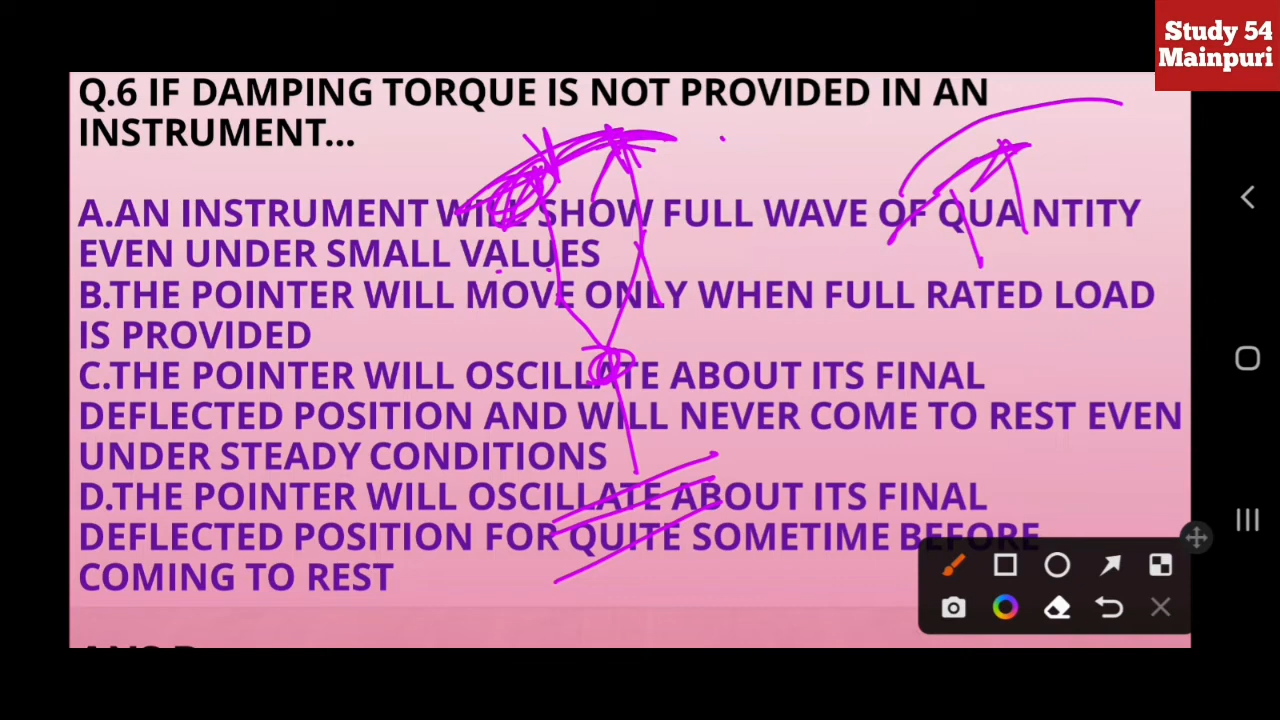 Study 54
Mainpuri
Q.6 IF DAMPING TORQUE IS NOT PROVIDED IN AN
INSTRUMENT...
A.AN INSTRUMENT WILL SHOW FULL WAVE OF QUA NTITY
EVEN UNDER SMALL VALUES
B.THE POINTER WILL MOVE ONLY WHEN FULL RATED LOAD
IS PROVIDED
C.THE POINTER WILL OSCILLATE ABOUT ITS FINAL
DEFLECTED POSITION AND WILL NEVER COME TO REST EVEN
UNDER STEADY CONDITIONS
D.THE POINTER WILL OSCILLATE ABOUT ITS FINAL
DEFLECTED POSITION FOR QUITE SOMETIME BEFORE
COMING TO REST